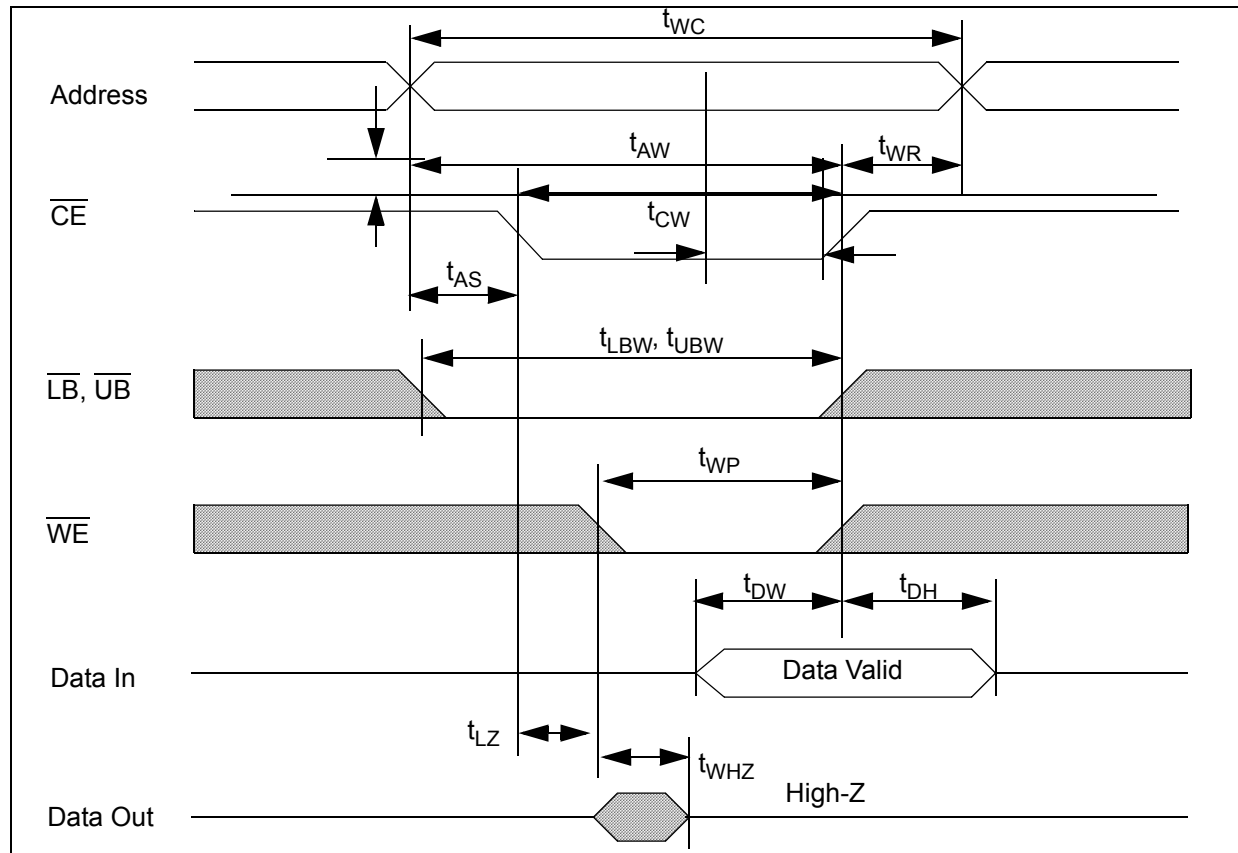 tWC
Address
tAW
tWR
CE
tCW
tAS
tLBW, tUBW
LB, UB
tWP
WE
tDW
tDH
Data Valid
Data In
tLZ
tWHZ
High-Z
Data Out